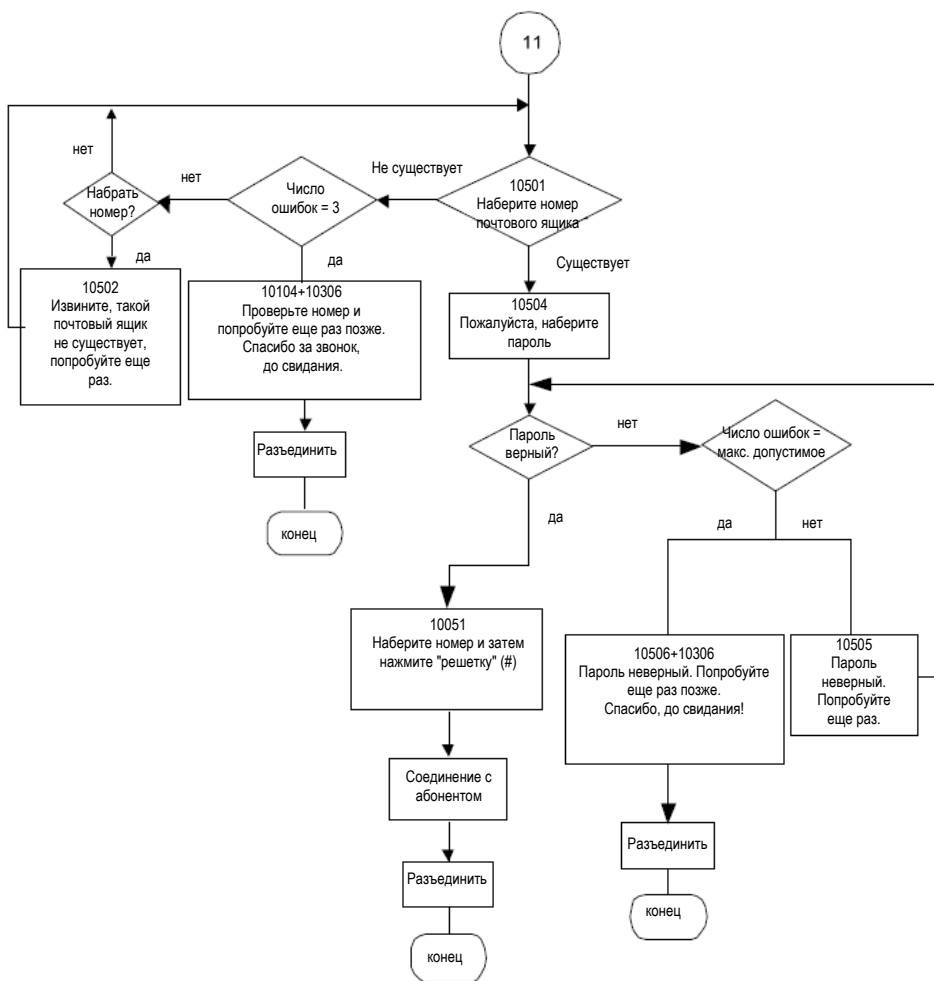 11
нет
Не существует
нет
Набрать
номер?
Число
ошибок = 3
10501
Наберите номер
почтового ящика
да
да
Существует
10502
Извините, такой
почтовый ящик
не существует,
попробуйте еще
раз.
10104+10306
Проверьте номер и
попробуйте еще раз позже.
Спасибо за звонок,
до свидания.
10504
Пожалуйста, наберите
пароль
Разъединить
конец
Пароль
верный?
нет
Число ошибок =
макс. допустимое
да
да
нет
10051
Наберите номер и затем
нажмите "решетку" (#)
10506+10306
Пароль неверный. Попробуйте
еще раз позже.
Спасибо, до свидания!
10505
Пароль
неверный.
Попробуйте
еще раз.
Соединение с
абонентом
Разъединить
конец
Разъединить
конец